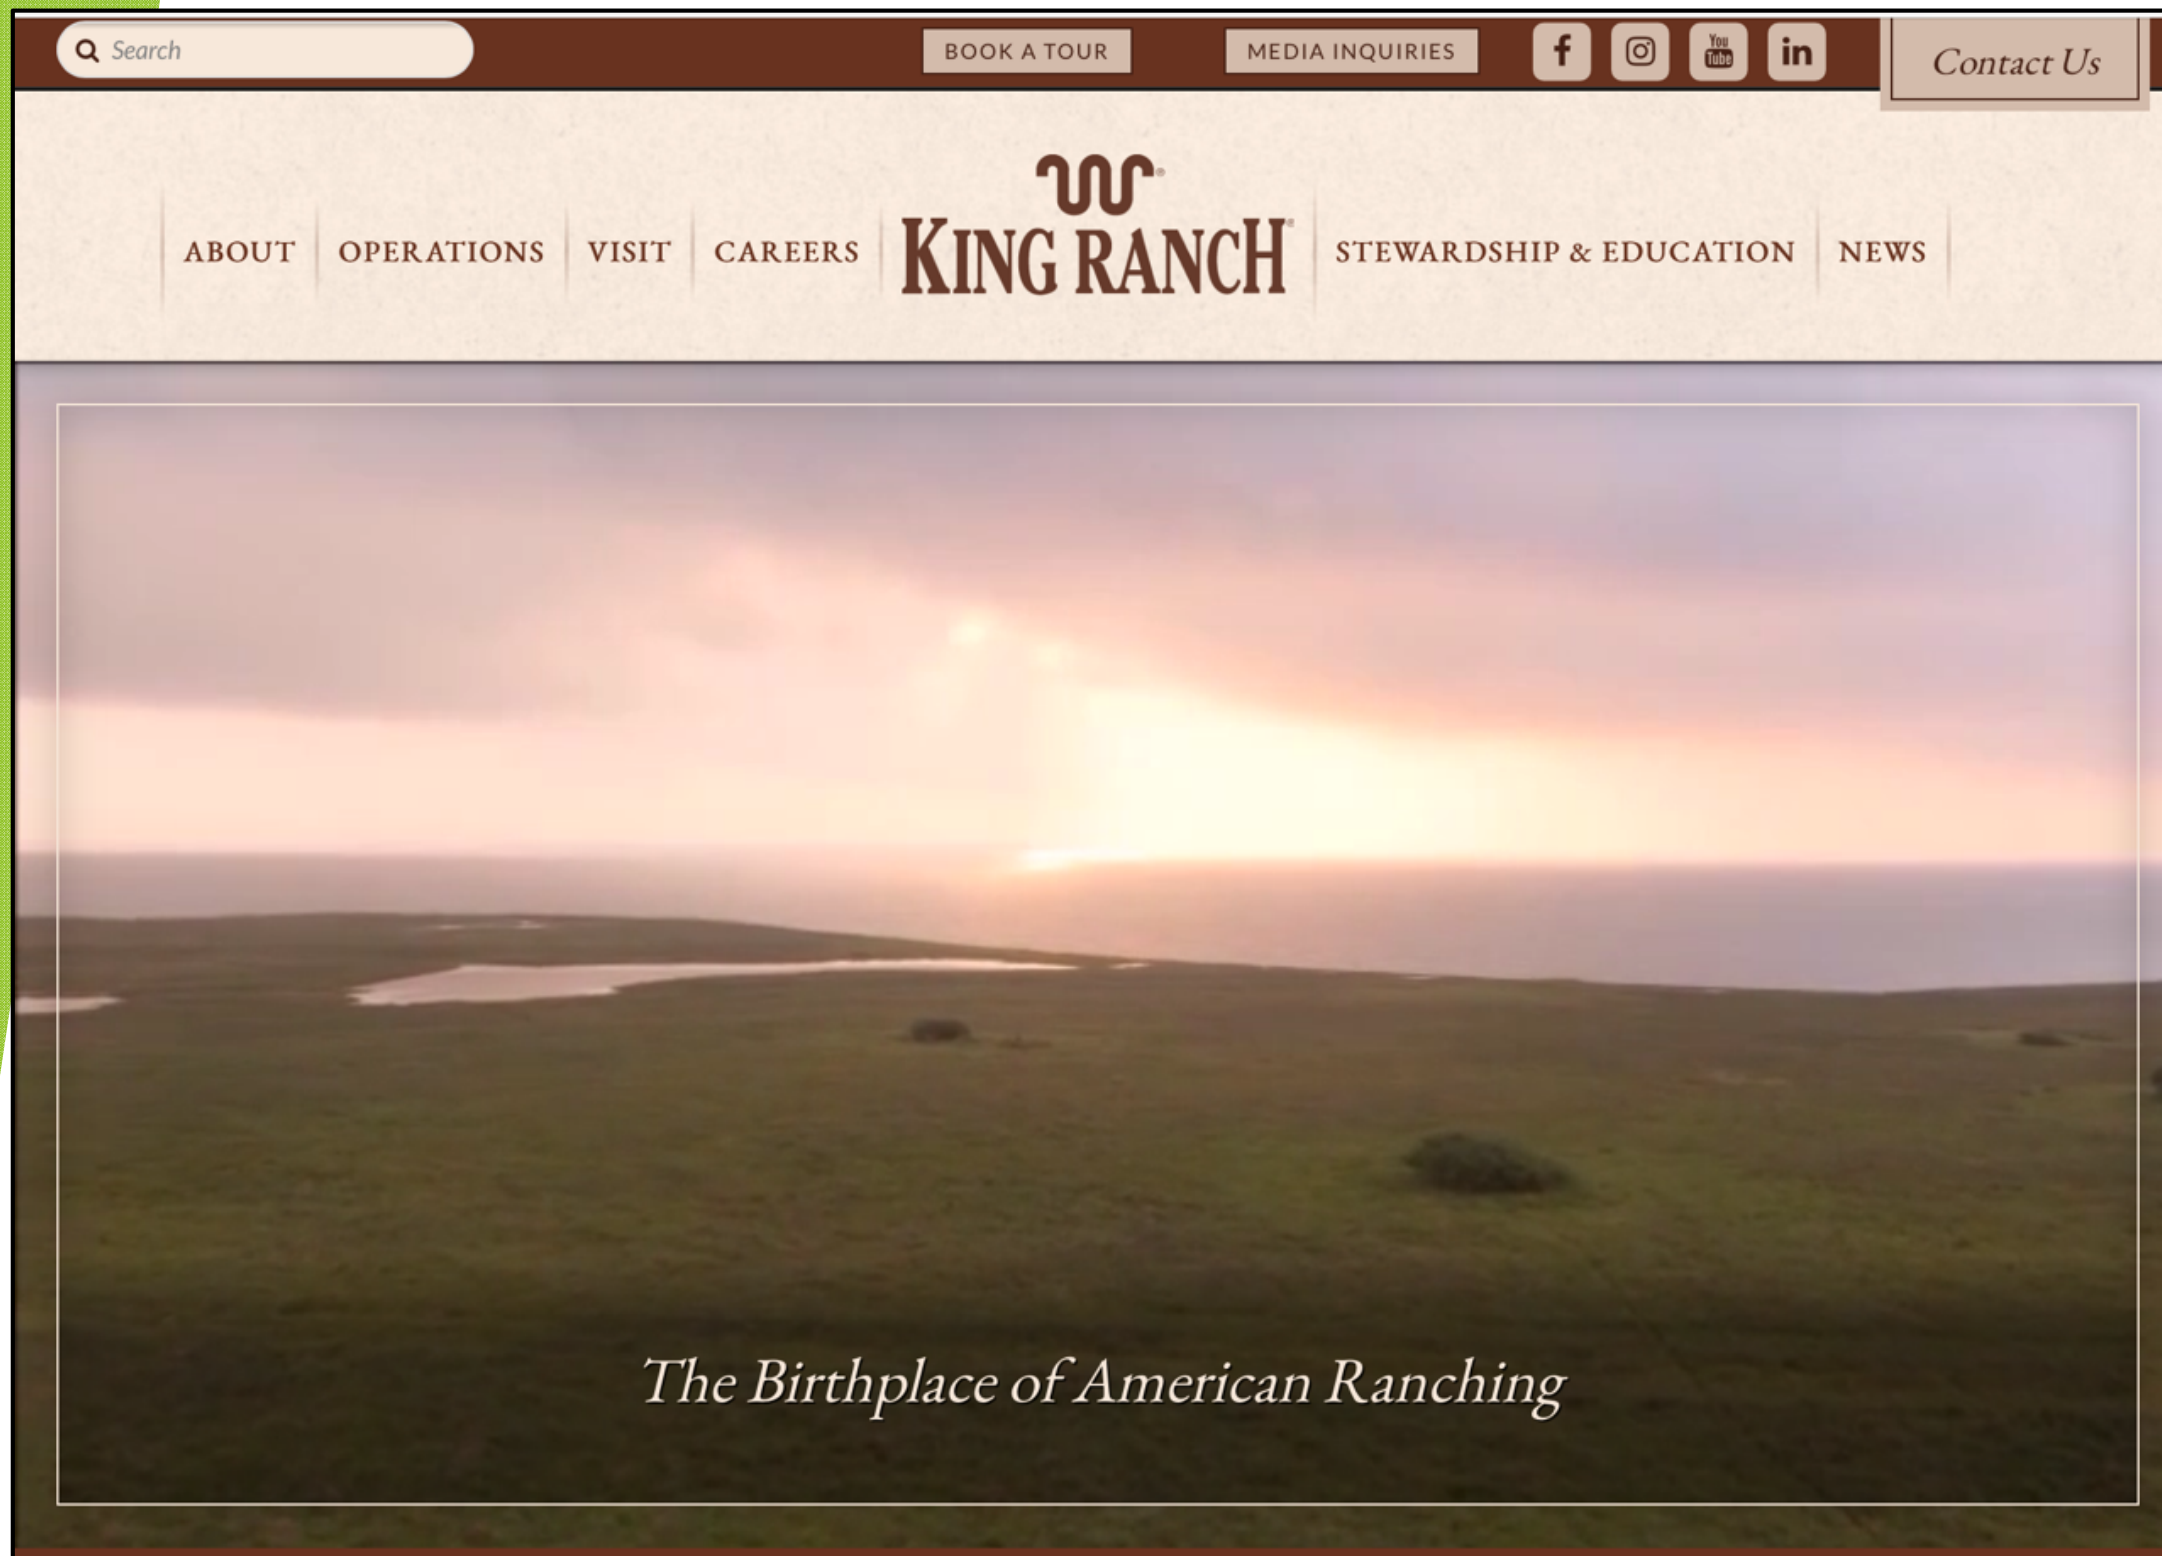 Search
BOOK A TOUR
MEDIA INQUIRIES
f
You
Tube
in
Contact Us
ABOUT
OPERATIONS
VISIT
CAREERS
KING RANCH
STEWARDSHIP & EDUCATION
NEWS
The Birthplace of American Ranching